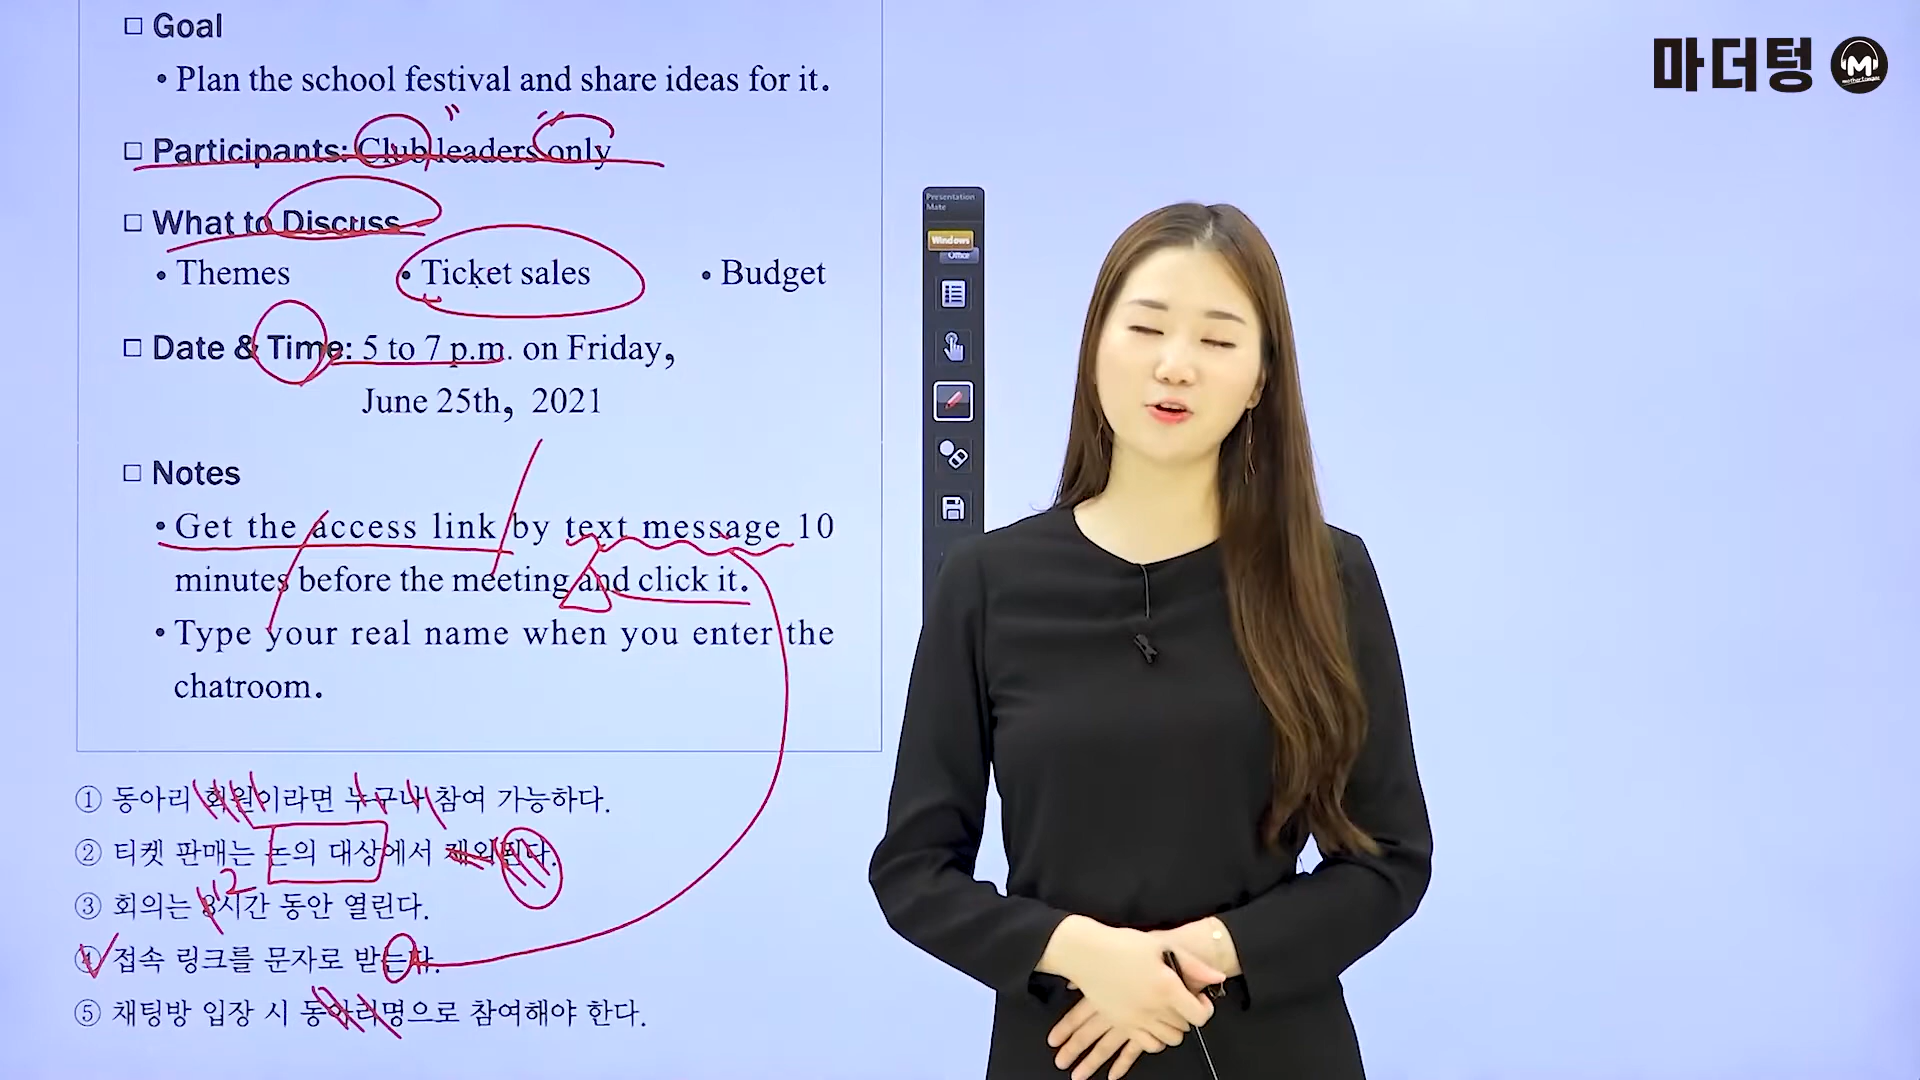 □ Goal
• Plan the school festival and share ideas for it.
□ Participants: Club leaders only
□ What to Discuss
• Themes • Ticket sales • Budget
□ Date & Time: 5 to 7 p.m. on Friday,
June 25th, 2021
□ Notes
• Get the access link by text message 10
minutes before the meeting and click it.
• Type your real name when you enter the
chatroom.
① 동아리 회원이라면 누구나 참여 가능하다.
② 티켓 판매는 논의 대상에서 제외된다.
2
③ 회의는 3시간 동안 열린다.
④ 접속 링크를 문자로 받는다.
⑤ 채팅방 입장 시 동아리명으로 참여해야 한다.
Presentation
Mate
Windows
Office
마더텅
M